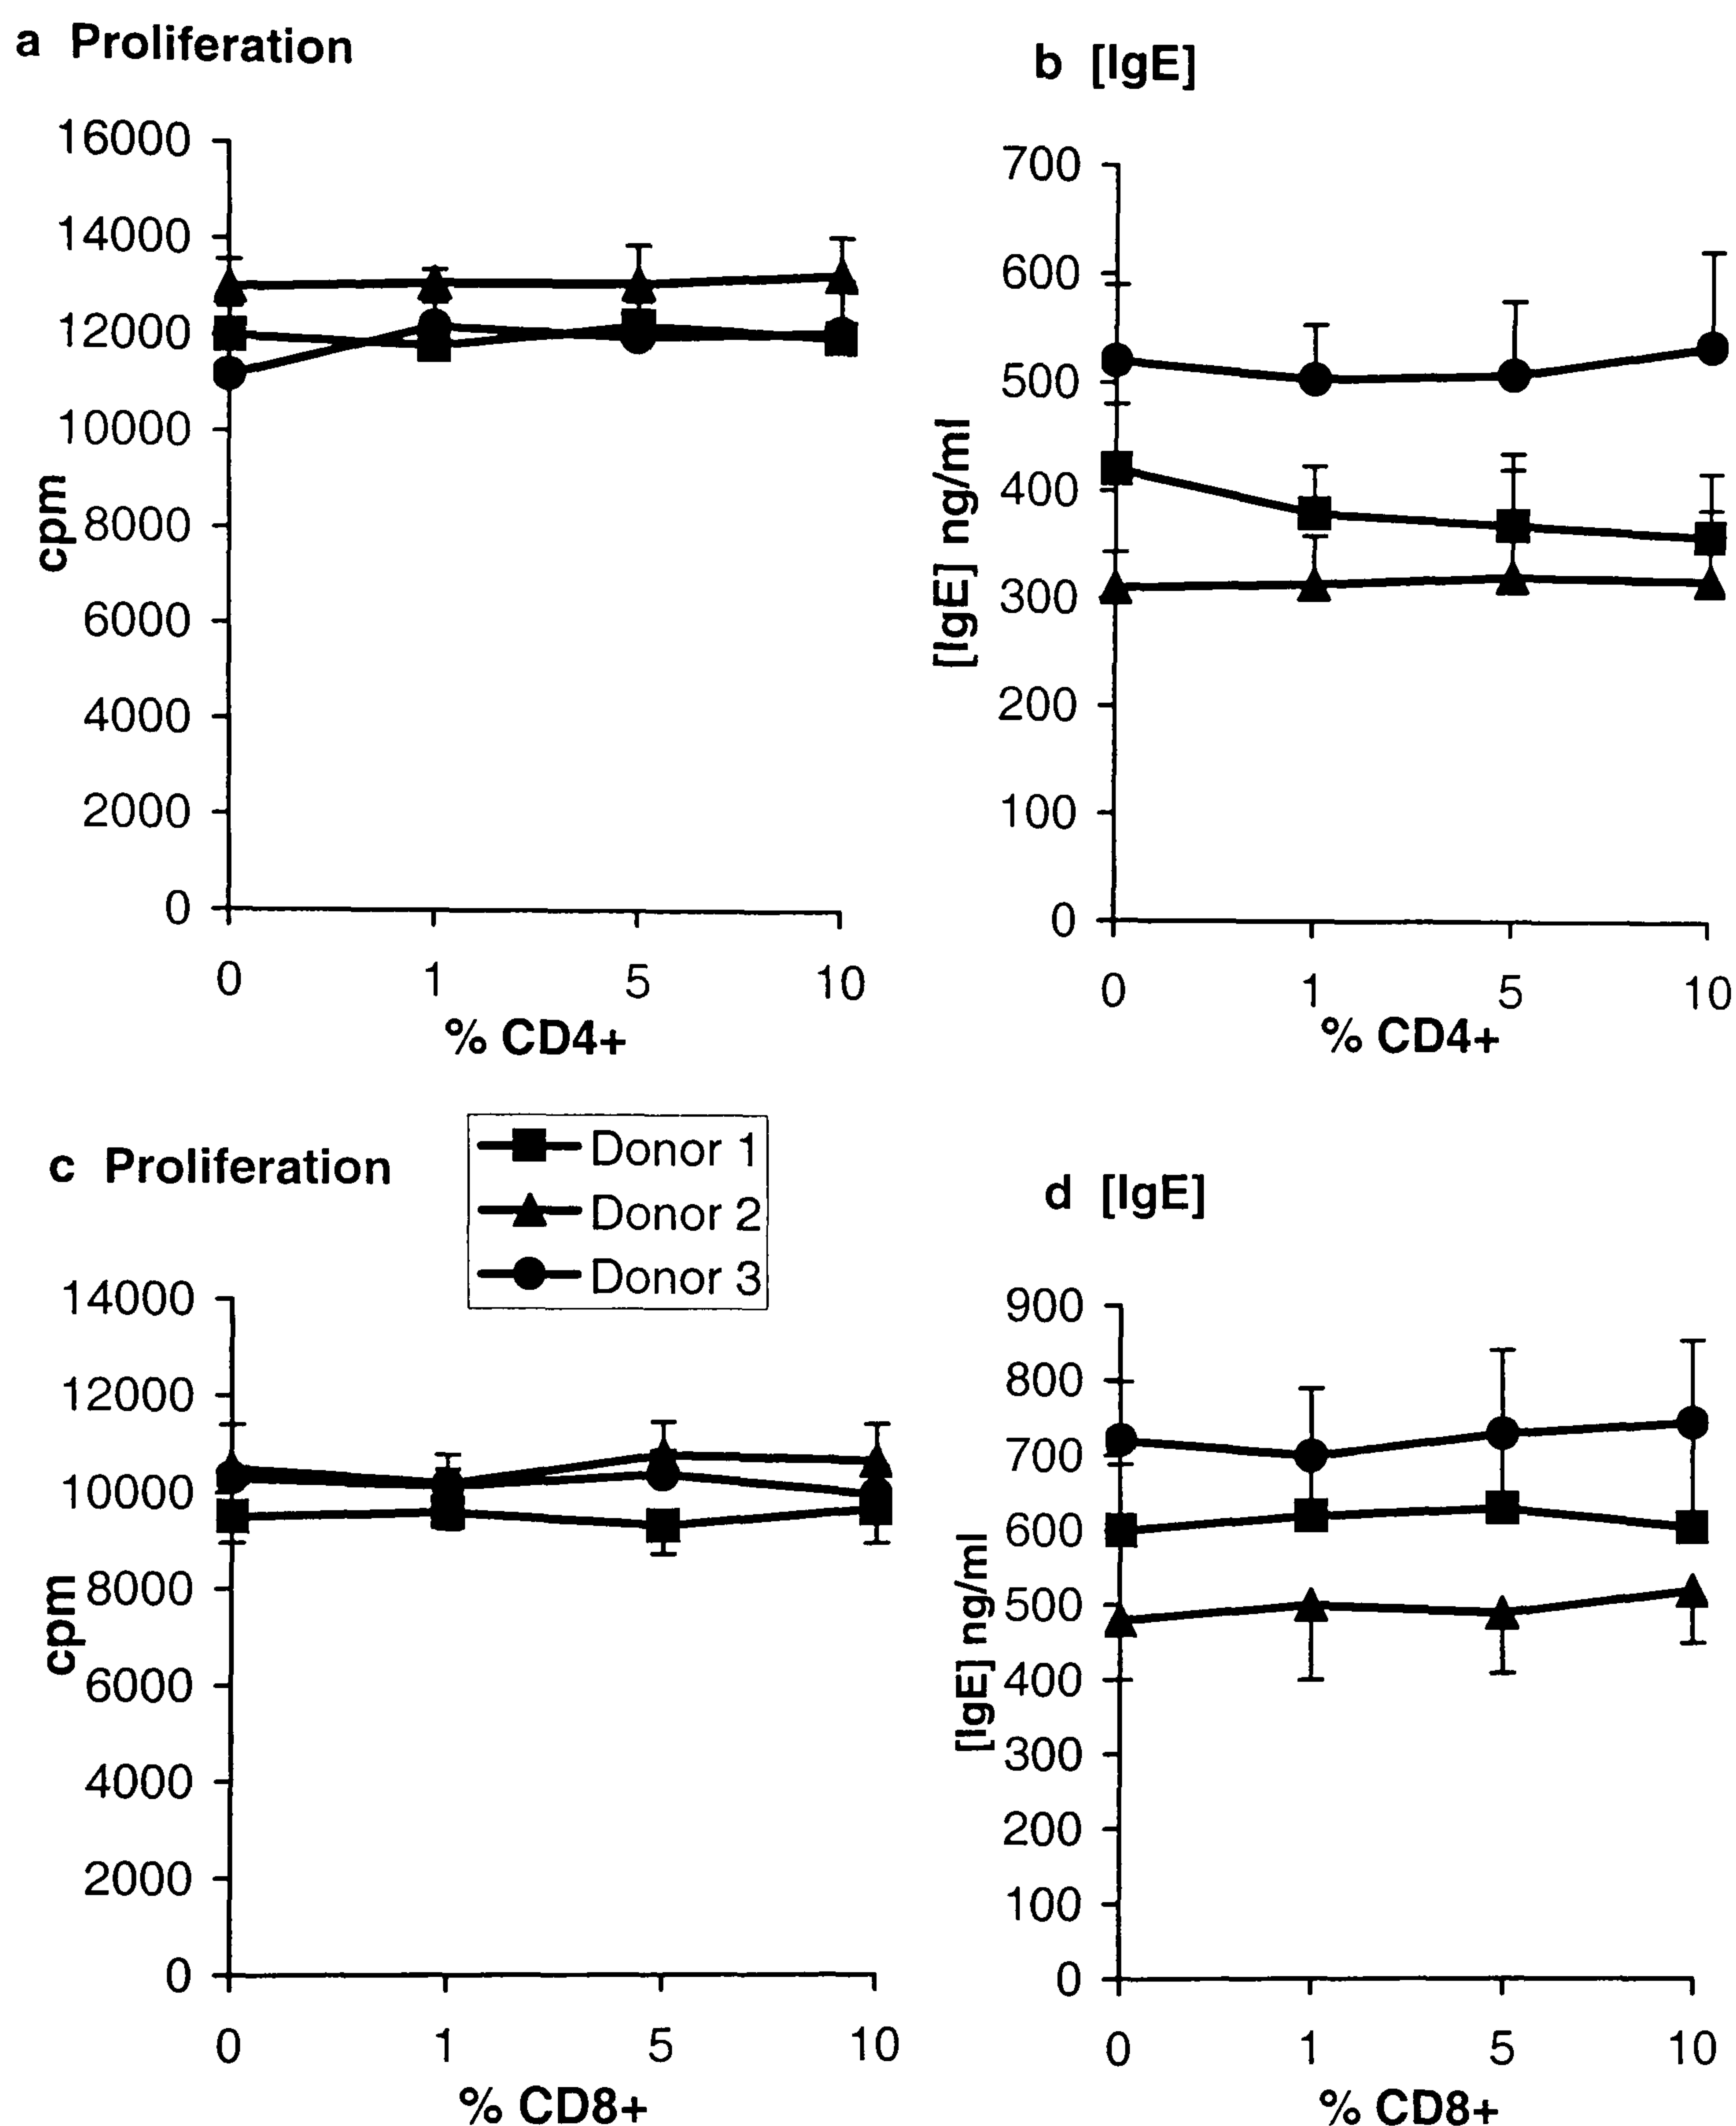 a Proliferation
16000
14000
12000
10000
8000
6000
4000
2000
0
cpm
0 1 5 10
% CD4+
b [IgE]
700
600
500
400
300
200
100
0
[IgE] ng/ml
0 1 5 10
% CD4+
c Proliferation
Donor 1
Donor 2
Donor 3
14000
12000
10000
8000
6000
4000
2000
0
cpm
0 1 5 10
% CD8+
d [IgE]
900
800
700
600
500
400
300
200
100
0
[IgE] ng/ml
0 1 5 10
% CD8+